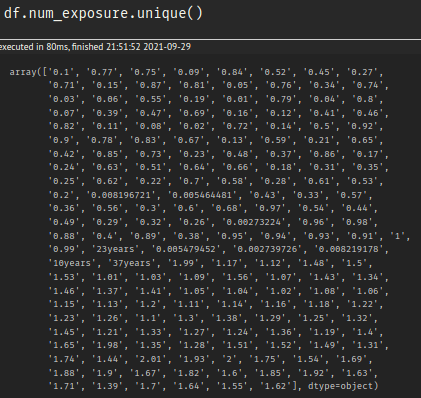 df.num_exposure.unique()
executed in 80ms, finished 21:51:52 2021-09-29
array(['0.1', '0.77', '0.75', '0.09', '0.84', '0.52', '0.45', '0.27',
'0.71', '0.15', '0.87', '0.81', '0.05', '0.76', '0.34', '0.74',
'0.03', '0.06', '0.55', '0.19', '0.01', '0.79', '0.04', '0.8',
'0.07', '0.39', '0.47', '0.69', '0.16', '0.12', '0.41', '0.46',
'0.82', '0.11', '0.08', '0.02', '0.72', '0.14', '0.5', '0.92',
'0.9', '0.78', '0.83', '0.67', '0.13', '0.59', '0.21', '0.65',
'0.42', '0.85', '0.73', '0.23', '0.48', '0.37', '0.86', '0.17',
'0.24', '0.63', '0.51', '0.64', '0.66', '0.18', '0.31', '0.35',
'0.25', '0.62', '0.22', '0.7', '0.58', '0.28', '0.61', '0.53',
'0.2', '0.008196721', '0.005464481', '0.43', '0.33', '0.57',
'0.36', '0.56', '0.3', '0.6', '0.68', '0.97', '0.54', '0.44',
'0.49', '0.29', '0.32', '0.26', '0.00273224', '0.96', '0.98',
'0.88', '0.4', '0.89', '0.38', '0.95', '0.94', '0.93', '0.91', '1',
'0.99', '23years', '0.005479452', '0.002739726', '0.008219178',
'10years', '37years', '1.99', '1.17', '1.12', '1.48', '1.5',
'1.53', '1.01', '1.03', '1.09', '1.56', '1.07', '1.43', '1.34',
'1.46', '1.37', '1.41', '1.05', '1.04', '1.02', '1.08', '1.06',
'1.15', '1.13', '1.2', '1.11', '1.14', '1.16', '1.18', '1.22',
'1.23', '1.26', '1.1', '1.3', '1.38', '1.29', '1.25', '1.32',
'1.45', '1.21', '1.33', '1.27', '1.24', '1.36', '1.19', '1.4',
'1.65', '1.98', '1.35', '1.28', '1.51', '1.52', '1.49', '1.31',
'1.74', '1.44', '2.01', '1.93', '2', '1.75', '1.54', '1.69',
'1.88', '1.9', '1.67', '1.82', '1.6', '1.85', '1.92', '1.63',
'1.71', '1.39', '1.7', '1.64', '1.55', '1.62'], dtype=object)